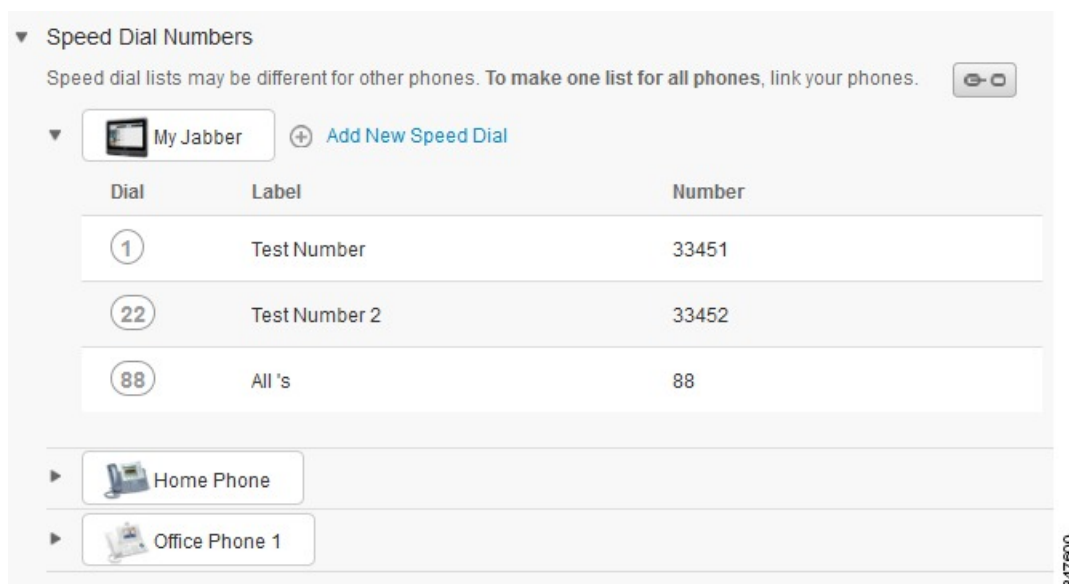 Speed Dial Numbers
Speed dial lists may be different for other phones. To make one list for all phones, link your phones.
My Jabber Add New Speed Dial
Dial Label Number
1 Test Number 33451
22 Test Number 2 33452
88 All 's 88
Home Phone
Office Phone 1